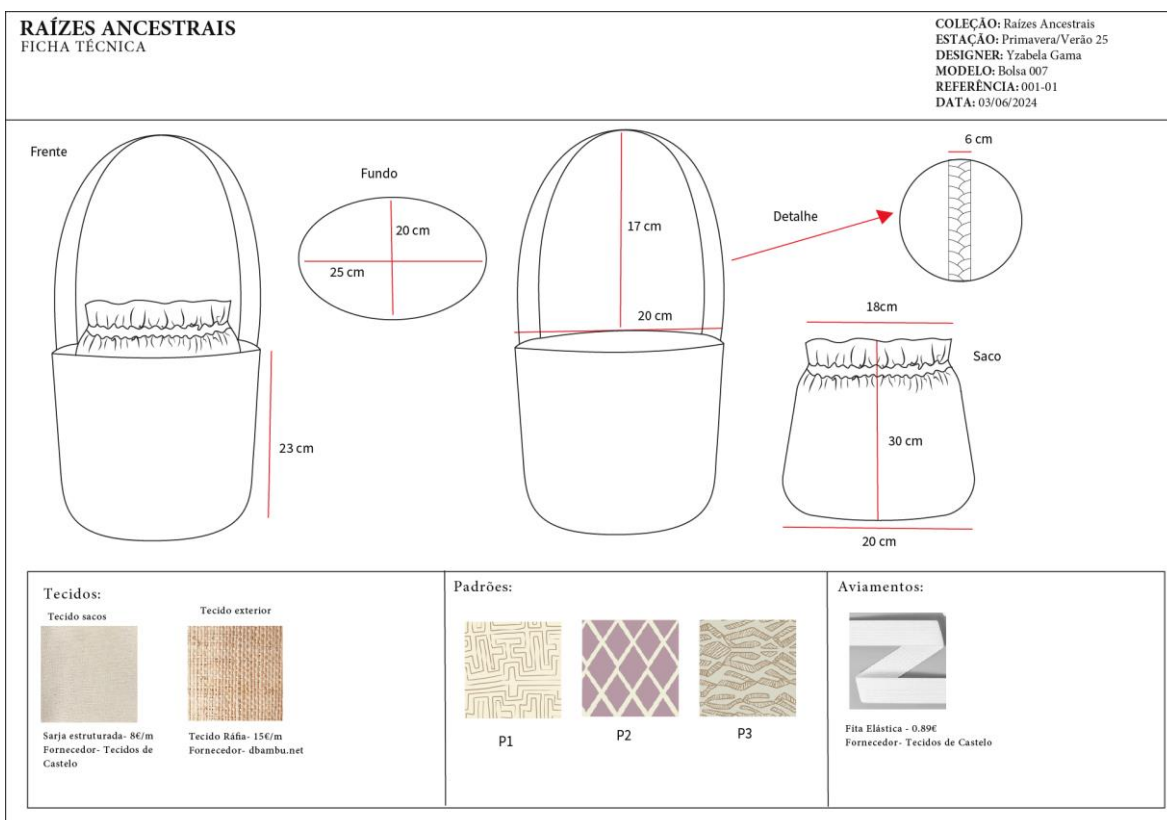 RAÍZES ANCESTRAIS
FICHA TÉCNICA
COLEÇÃO: Raízes Ancestrais
ESTAÇÃO: Primavera/Verão 25
DESIGNER: Yzabela Gama
MODELO: Bolsa 007
REFERÊNCIA: 001-01
DATA: 03/06/2024
Frente
Fundo
20 cm
25 cm
23 cm
17 cm
20 cm
Detalhe
6 cm
18cm
Saco
30 cm
20 cm
Tecidos:
Tecido sacos
Tecido exterior
Sarja estruturada- 8€/m
Fornecedor- Tecidos de
Castelo
Tecido Ráfia- 15€/m
Fornecedor- dbambu.net
Padrões:
P1
P2
P3
Aviamentos:
Fita Elástica - 0.89€
Fornecedor- Tecidos de Castelo